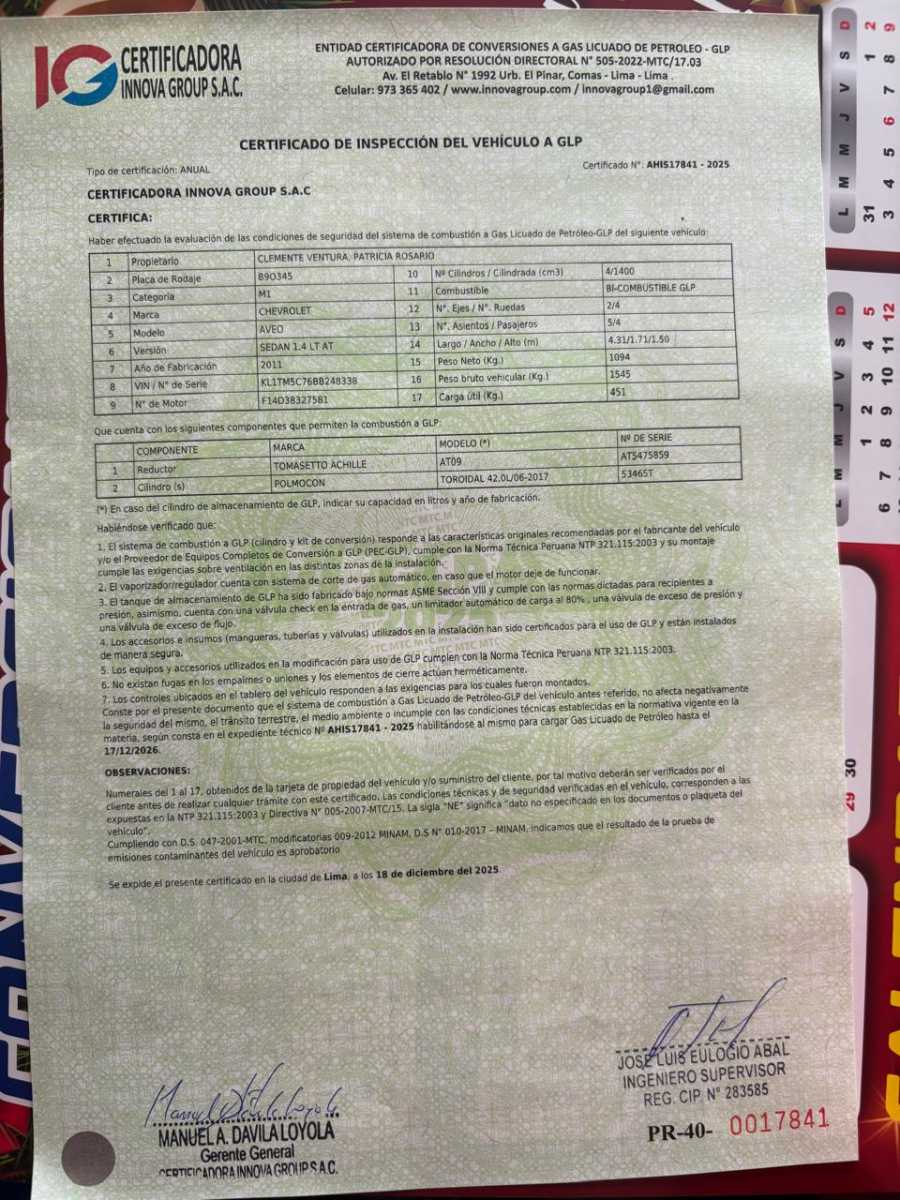 IG CERTIFICADORA
INNOVA GROUP S.A.C.
ENTIDAD CERTIFICADORA DE CONVERSIONES A GAS LICUADO DE PETROLEO - GLP
AUTORIZADO POR RESOLUCIÓN DIRECTORAL N° 505-2022-MTC/17.03
Av. El Retablo N° 1992 Urb. El Pinar, Comas - Lima - Lima .
Celular: 973 365 402 / www.innovagroup.com / innovagroup1@gmail.com
CERTIFICADO DE INSPECCIÓN DEL VEHÍCULO A GLP
Tipo de certificación: ANUAL
Certificado N°: AHIS17841 - 2025
CERTIFICADORA INNOVA GROUP S.A.C
CERTIFICA:
Haber efectuado la evaluación de las condiciones de seguridad del sistema de combustión a Gas Licuado de Petróleo-GLP del siguiente vehículo:
1 Propietario CLEMENTE VENTURA, PATRICIA ROSARIO
2 Placa de Rodaje B9O345 10 Nº Cilindros / Cilindrada (cm3) 4/1400
3 Categoria M1 11 Combustible BI-COMBUSTIBLE GLP
4 Marca CHEVROLET 12 N°. Ejes / N°. Ruedas 2/4
5 Modelo AVEO 13 N°. Asientos / Pasajeros 5/4
6 Versión SEDAN 1.4 LT AT 14 Largo / Ancho / Alto (m) 4.31/1.71/1.50
7 Año de Fabricación 2011 15 Peso Neto (Kg.) 1094
8 VIN / N° de Serie KL1TM5C76BB248338 16 Peso bruto vehicular (Kg.) 1545
9 N° de Motor F14D38327581 17 Carga útil (Kg.) 451
Que cuenta con los siguientes componentes que permiten la combustión a GLP:
COMPONENTE MARCA MODELO (*) Nº DE SERIE
1 Reductor TOMASETTO ACHILLE AT09 AT5475859
2 Cilindro (s) POLMOCON TOROIDAL 42.0L/06-2017 53465T
(*) En caso del cilindro de almacenamiento de GLP, indicar su capacidad en litros y año de fabricación.
Habiéndose verificado que:
1. El sistema de combustión a GLP (cilindro y kit de conversión) responde a las características originales recomendadas por el fabricante del vehículo
y/o el Proveedor de Equipos Completos de Conversión a GLP (PEC-GLP), cumple con la Norma Técnica Peruana NTP 321.115:2003 y su montaje
cumple las exigencias sobre ventilación en las distintas zonas de la instalación.
2. El vaporizador/regulador cuenta con sistema de corte de gas automático, en caso que el motor deje de funcionar.
3. El tanque de almacenamiento de GLP ha sido fabricado bajo normas ASME Sección VIII y cumple con las normas dictadas para recipientes a
presión, asimismo, cuenta con una válvula check en la entrada de gas, un limitador automático de carga al 80% , una válvula de exceso de presión y
una válvula de exceso de flujo.
4. Los accesorios e insumos (mangueras, tuberías y válvulas) utilizados en la instalación han sido certificados para el uso de GLP y están instalados
de manera segura.
5. Los equipos y accesorios utilizados en la modificación para uso de GLP cumplen con la Norma Técnica Peruana NTP 321.115:2003.
6. No existan fugas en los empalmes o uniones y los elementos de cierre actúan herméticamente.
7. Los controles ubicados en el tablero del vehículo responden a las exigencias para los cuales fueron montados.
Conste por el presente documento que el sistema de combustión a Gas Licuado de Petróleo-GLP del vehículo antes referido, no afecta negativamente
la seguridad del mismo, el tránsito terrestre, el medio ambiente o incumple con las condiciones técnicas establecidas en la normativa vigente en la
materia, según consta en el expediente técnico Nº AHIS17841 - 2025 habilitándose al mismo para cargar Gas Licuado de Petróleo hasta el
17/12/2026.
OBSERVACIONES:
Numerales del 1 al 17, obtenidos de la tarjeta de propiedad del vehículo y/o suministro del cliente, por tal motivo deberán ser verificados por el
cliente antes de realizar cualquier trámite con este certificado. Las condiciones técnicas y de seguridad verificadas en el vehículo, corresponden a las
expuestas en la NTP 321.115:2003 y Directiva N° 005-2007-MTC/15. La sigla "NE" significa "dato no especificado en los documentos o plaqueta del
vehículo".
Cumpliendo con D.S. 047-2001-MTC, modificatorias 009-2012 MINAM, D.S N° 010-2017 – MINAM, indicamos que el resultado de la prueba de
emisiones contaminantes del vehículo es aprobatorio
Se expide el presente certificado en la ciudad de Lima, a los 18 de diciembre del 2025
MANUEL A. DAVILA LOYOLA
Gerente General
CERTIFICADORA INNOVA GROUP S.A.C.
JOSE LUIS EULOGIO ABAL
INGENIERO SUPERVISOR
REG. CIP. N° 283585
PR-40- 0017841
L M M J V S D
31 1 2
3 4 5 6 7 8 9
L M M J V S D
1 2 3 4 5
6 7 8 9 10 11 12
29 30